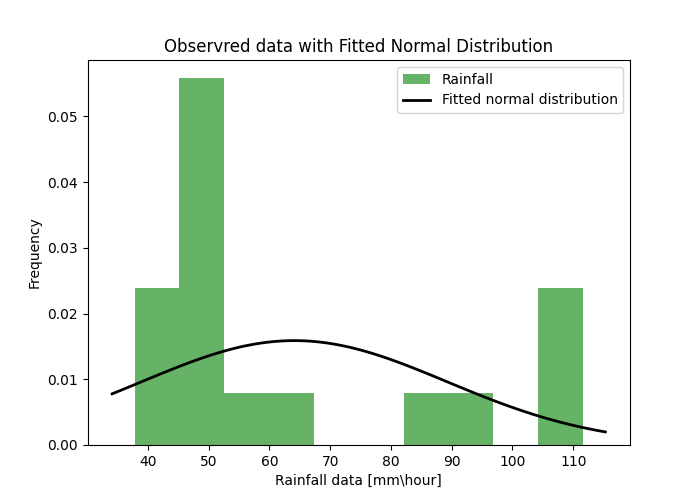 Observred data with Fitted Normal Distribution
Rainfall
Fitted normal distribution
Frequency
0.05
0.04
0.03
0.02
0.01
0.00
40 50 60 70 80 90 100 110
Rainfall data [mm\hour]